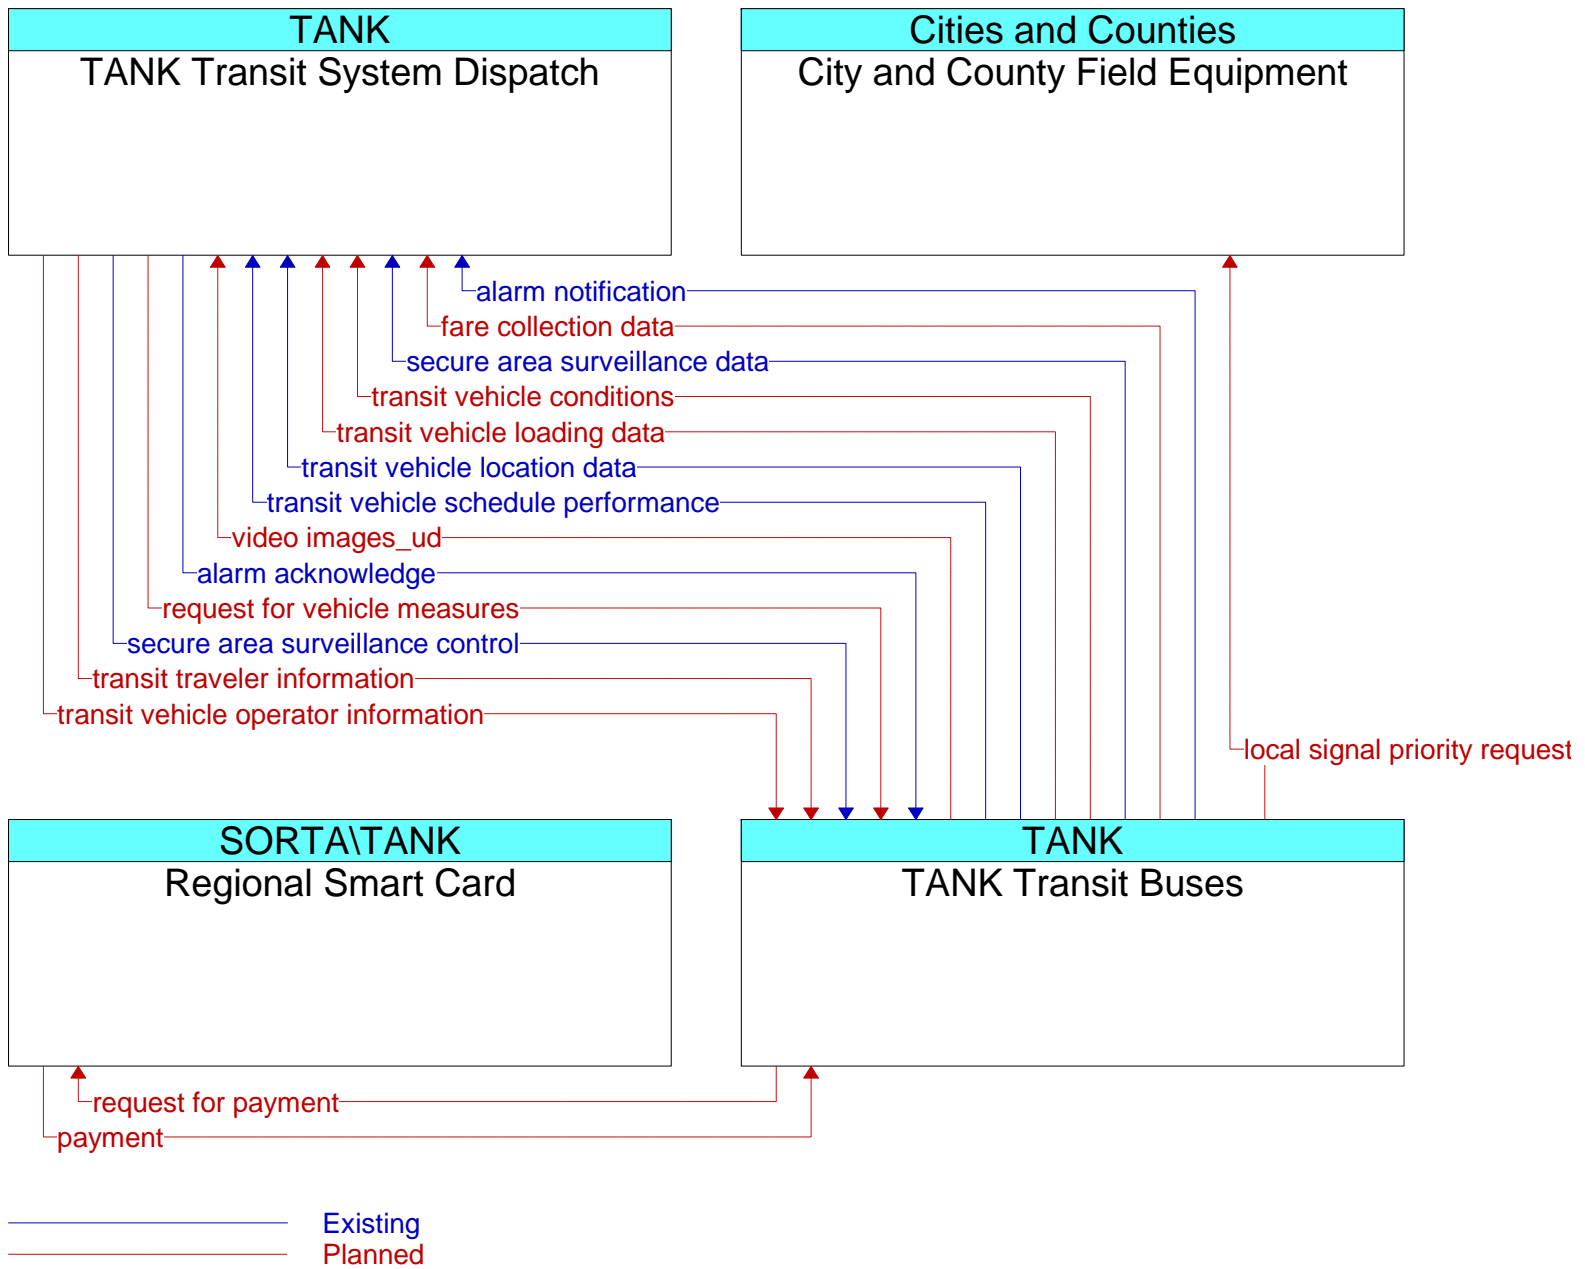 TANK
TANK Transit System Dispatch
Cities and Counties
City and County Field Equipment
alarm notification
fare collection data
secure area surveillance data
transit vehicle conditions
transit vehicle loading data
transit vehicle location data
transit vehicle schedule performance
video images_ud
alarm acknowledge
request for vehicle measures
secure area surveillance control
transit traveler information
transit vehicle operator information
local signal priority request
SORTA\TANK
Regional Smart Card
TANK
TANK Transit Buses
request for payment
payment
Existing
Planned